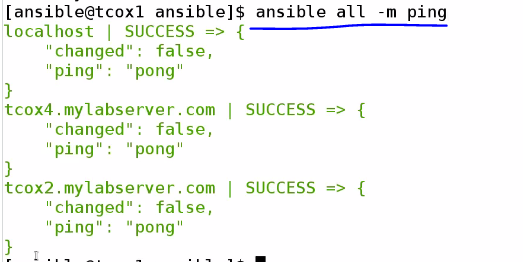 [ansible@tcox1 ansible]$ ansible all -m ping
localhost | SUCCESS => {
    "changed": false,
    "ping": "pong"
}
tcox4.mylabserver.com | SUCCESS => {
    "changed": false,
    "ping": "pong"
}
tcox2.mylabserver.com | SUCCESS => {
    "changed": false,
    "ping": "pong"
}